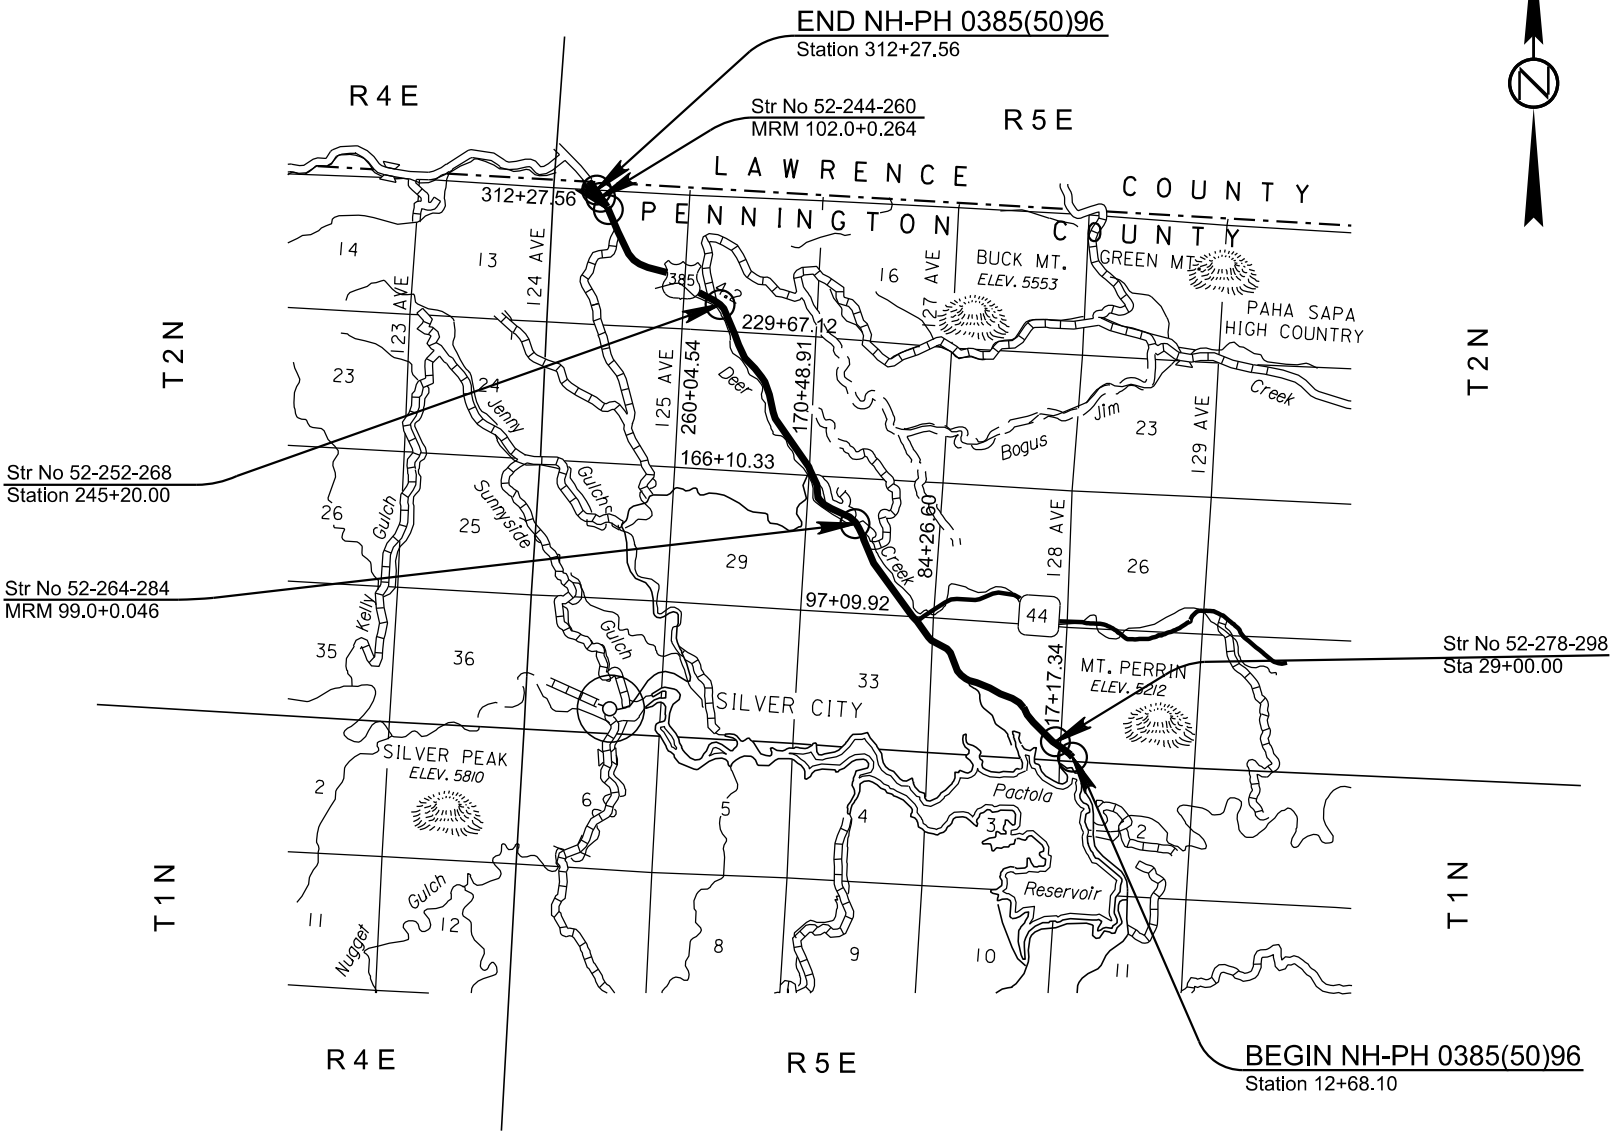 END NH-PH 0385(50)96
Station 312+27.56
N
R 4 E
Str No 52-244-260
MRM 102.0+0.264
R 5 E
LAWRENCE COUNTY
312+27.56
PENNINGTON COUNTY
14
13
124 AVE
123 AVE
385
16
127 AVE
BUCK MT.
ELEV. 5553
GREEN MT.
PAHA SAPA
HIGH COUNTRY
T 2 N
T 2 N
229+67.12
23
24
Jenny
125 AVE
260+04.54
Deer
170+48.91
Creek
Jim
Bogus
23
129 AVE
Str No 52-252-268
Station 245+20.00
166+10.33
Gulchs
Sunnyside
26
Gulch
25
84+26.60
128 AVE
29
Creek
26
Str No 52-264-284
MRM 99.0+0.046
97+09.92
44
Kelly
Gulch
35
36
33
17+17.34
MT. PERRIN
ELEV. 5212
Str No 52-278-298
Sta 29+00.00
SILVER CITY
SILVER PEAK
ELEV. 5810
2
6
5
4
Pactola
3
2
T 1 N
T 1 N
Gulch
Reservoir
11
12
Nugget
8
9
10
11
R 4 E
R 5 E
BEGIN NH-PH 0385(50)96
Station 12+68.10